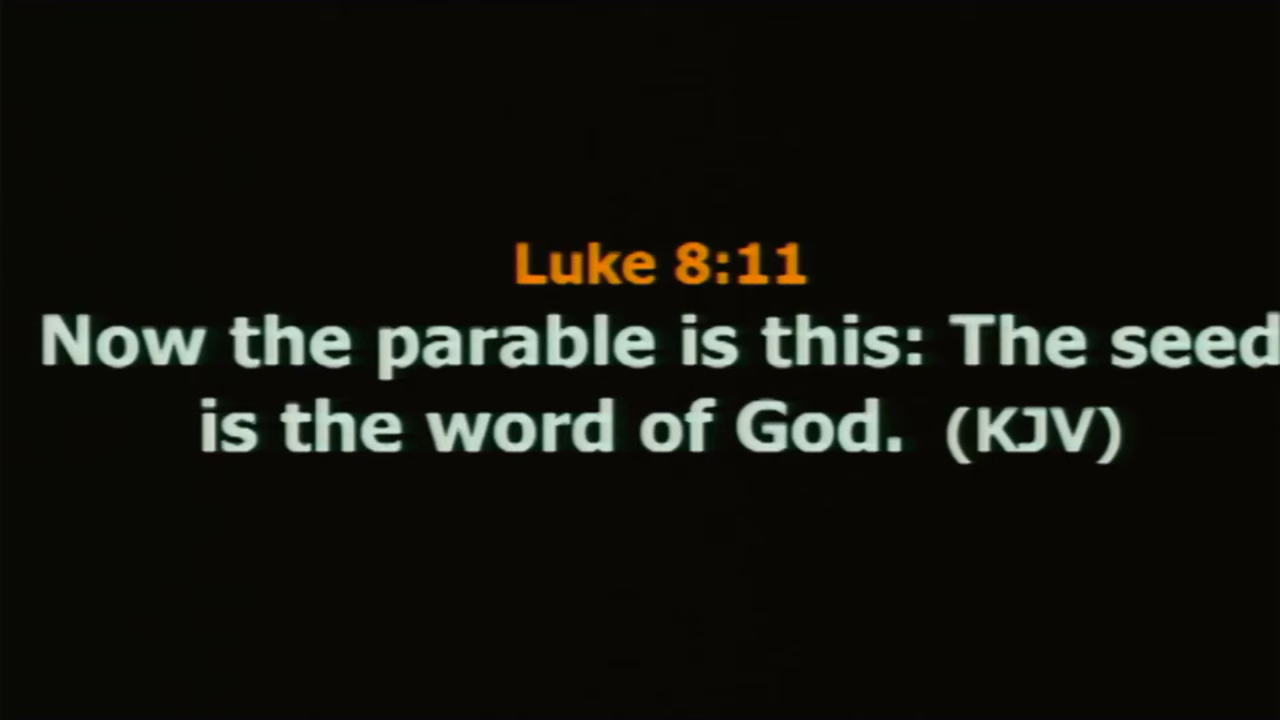 Luke 8:11
Now the parable is this: The seed
is the word of God. (KJV)